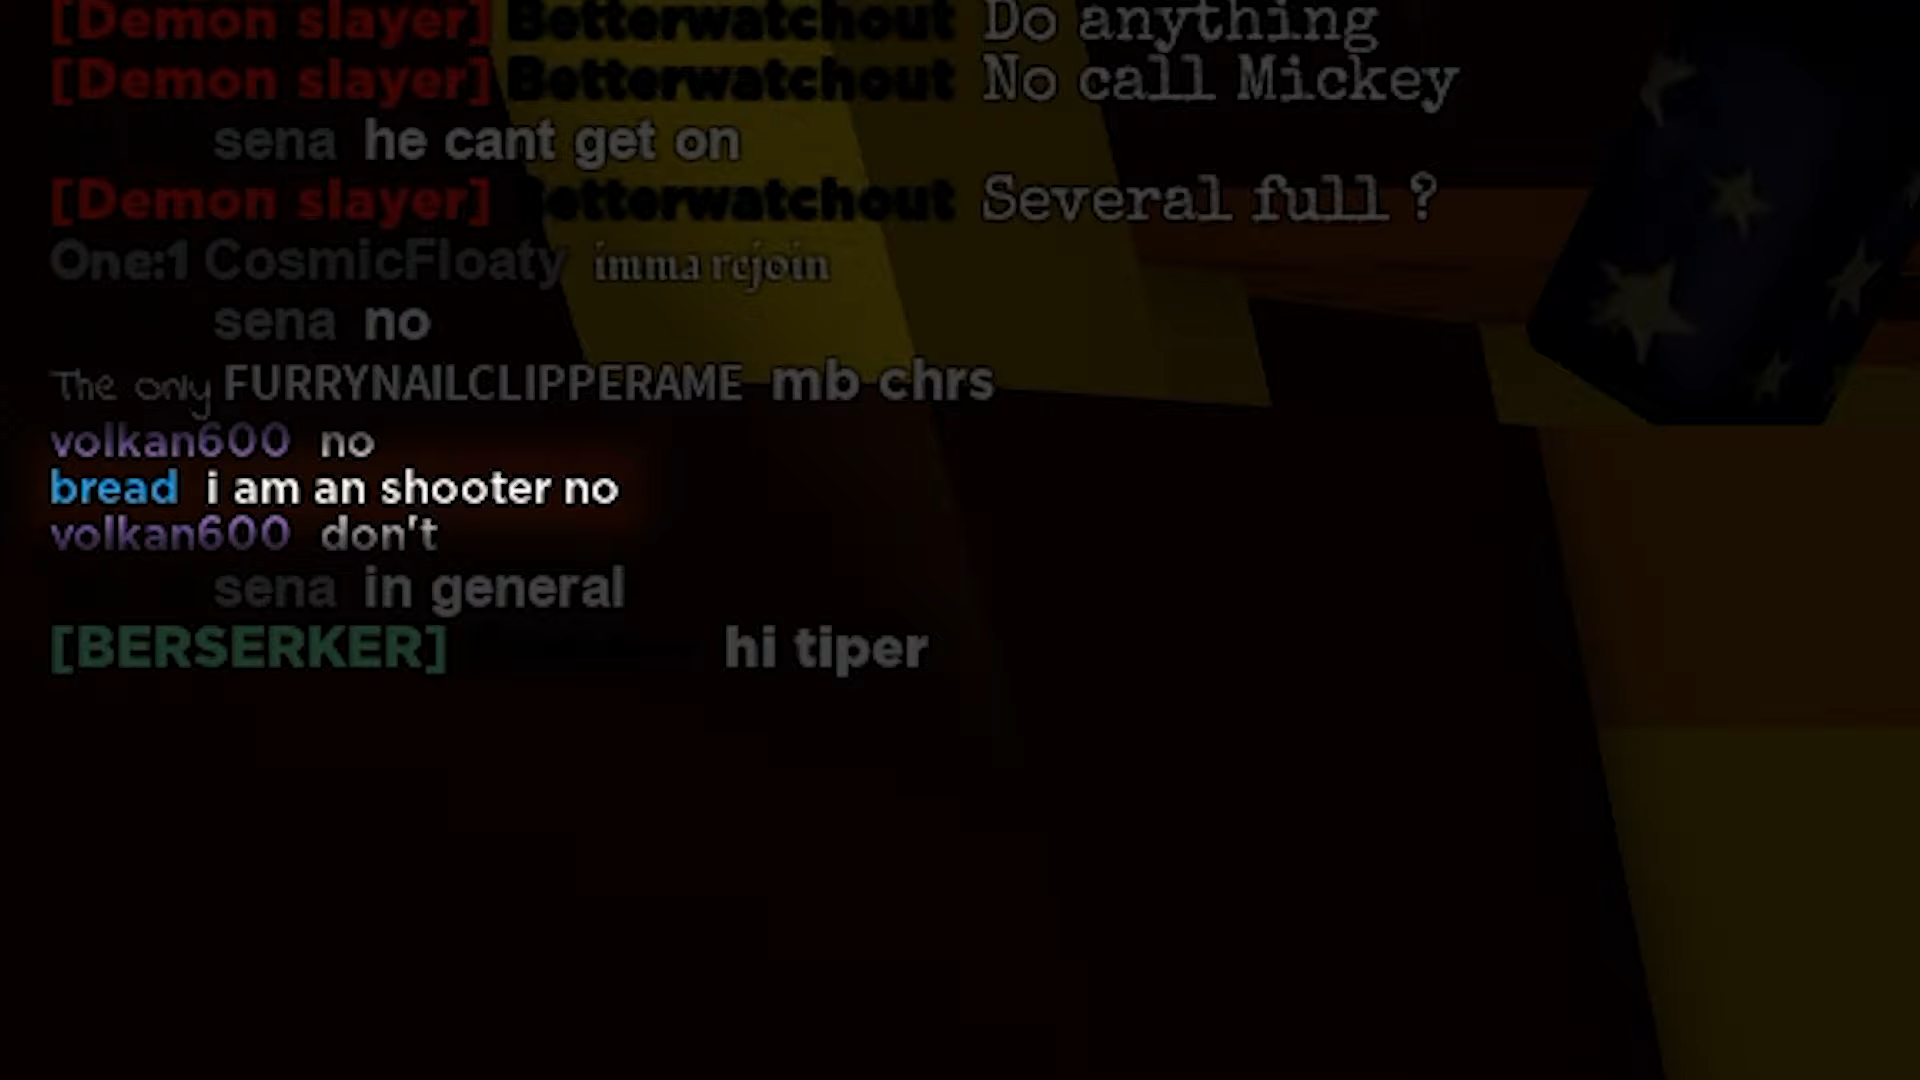 [Demon slayer] Betterwatchout Do anything
[Demon slayer] Betterwatchout No call Mickey
sena he cant get on
[Demon slayer] Betterwatchout Several full ?
One:1 CosmicFloaty imma rejoin
sena no
The only FURRYNAILCLIPPERAME mb chrs
volkan600 no
bread i am an shooter no
volkan600 don't
sena in general
[BERSERKER] hi tiper